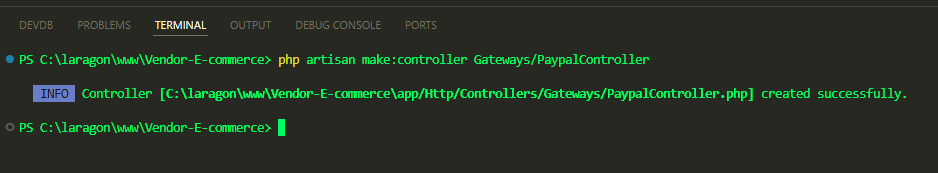 DEVDB PROBLEMS TERMINAL OUTPUT DEBUG CONSOLE PORTS
PS C:\laragon\www\Vendor-E-commerce> php artisan make:controller Gateways/PaypalController
INFO Controller [C:\laragon\www\Vendor-E-commerce\app/Http/Controllers/Gateways/PaypalController.php] created successfully.
PS C:\laragon\www\Vendor-E-commerce>